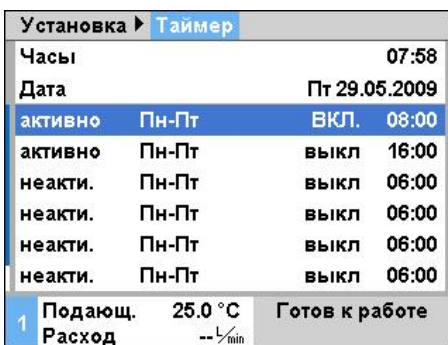 Установка ▶ Таймер
Часы 07:58
Дата Пт 29.05.2009
активно Пн-Пт ВКЛ. 08:00
активно Пн-Пт выкл 16:00
неакти. Пн-Пт выкл 06:00
неакти. Пн-Пт выкл 06:00
неакти. Пн-Пт выкл 06:00
неакти. Пн-Пт выкл 06:00
1 Подающ. 25.0 °C Готов к работе
Расход -- L/min